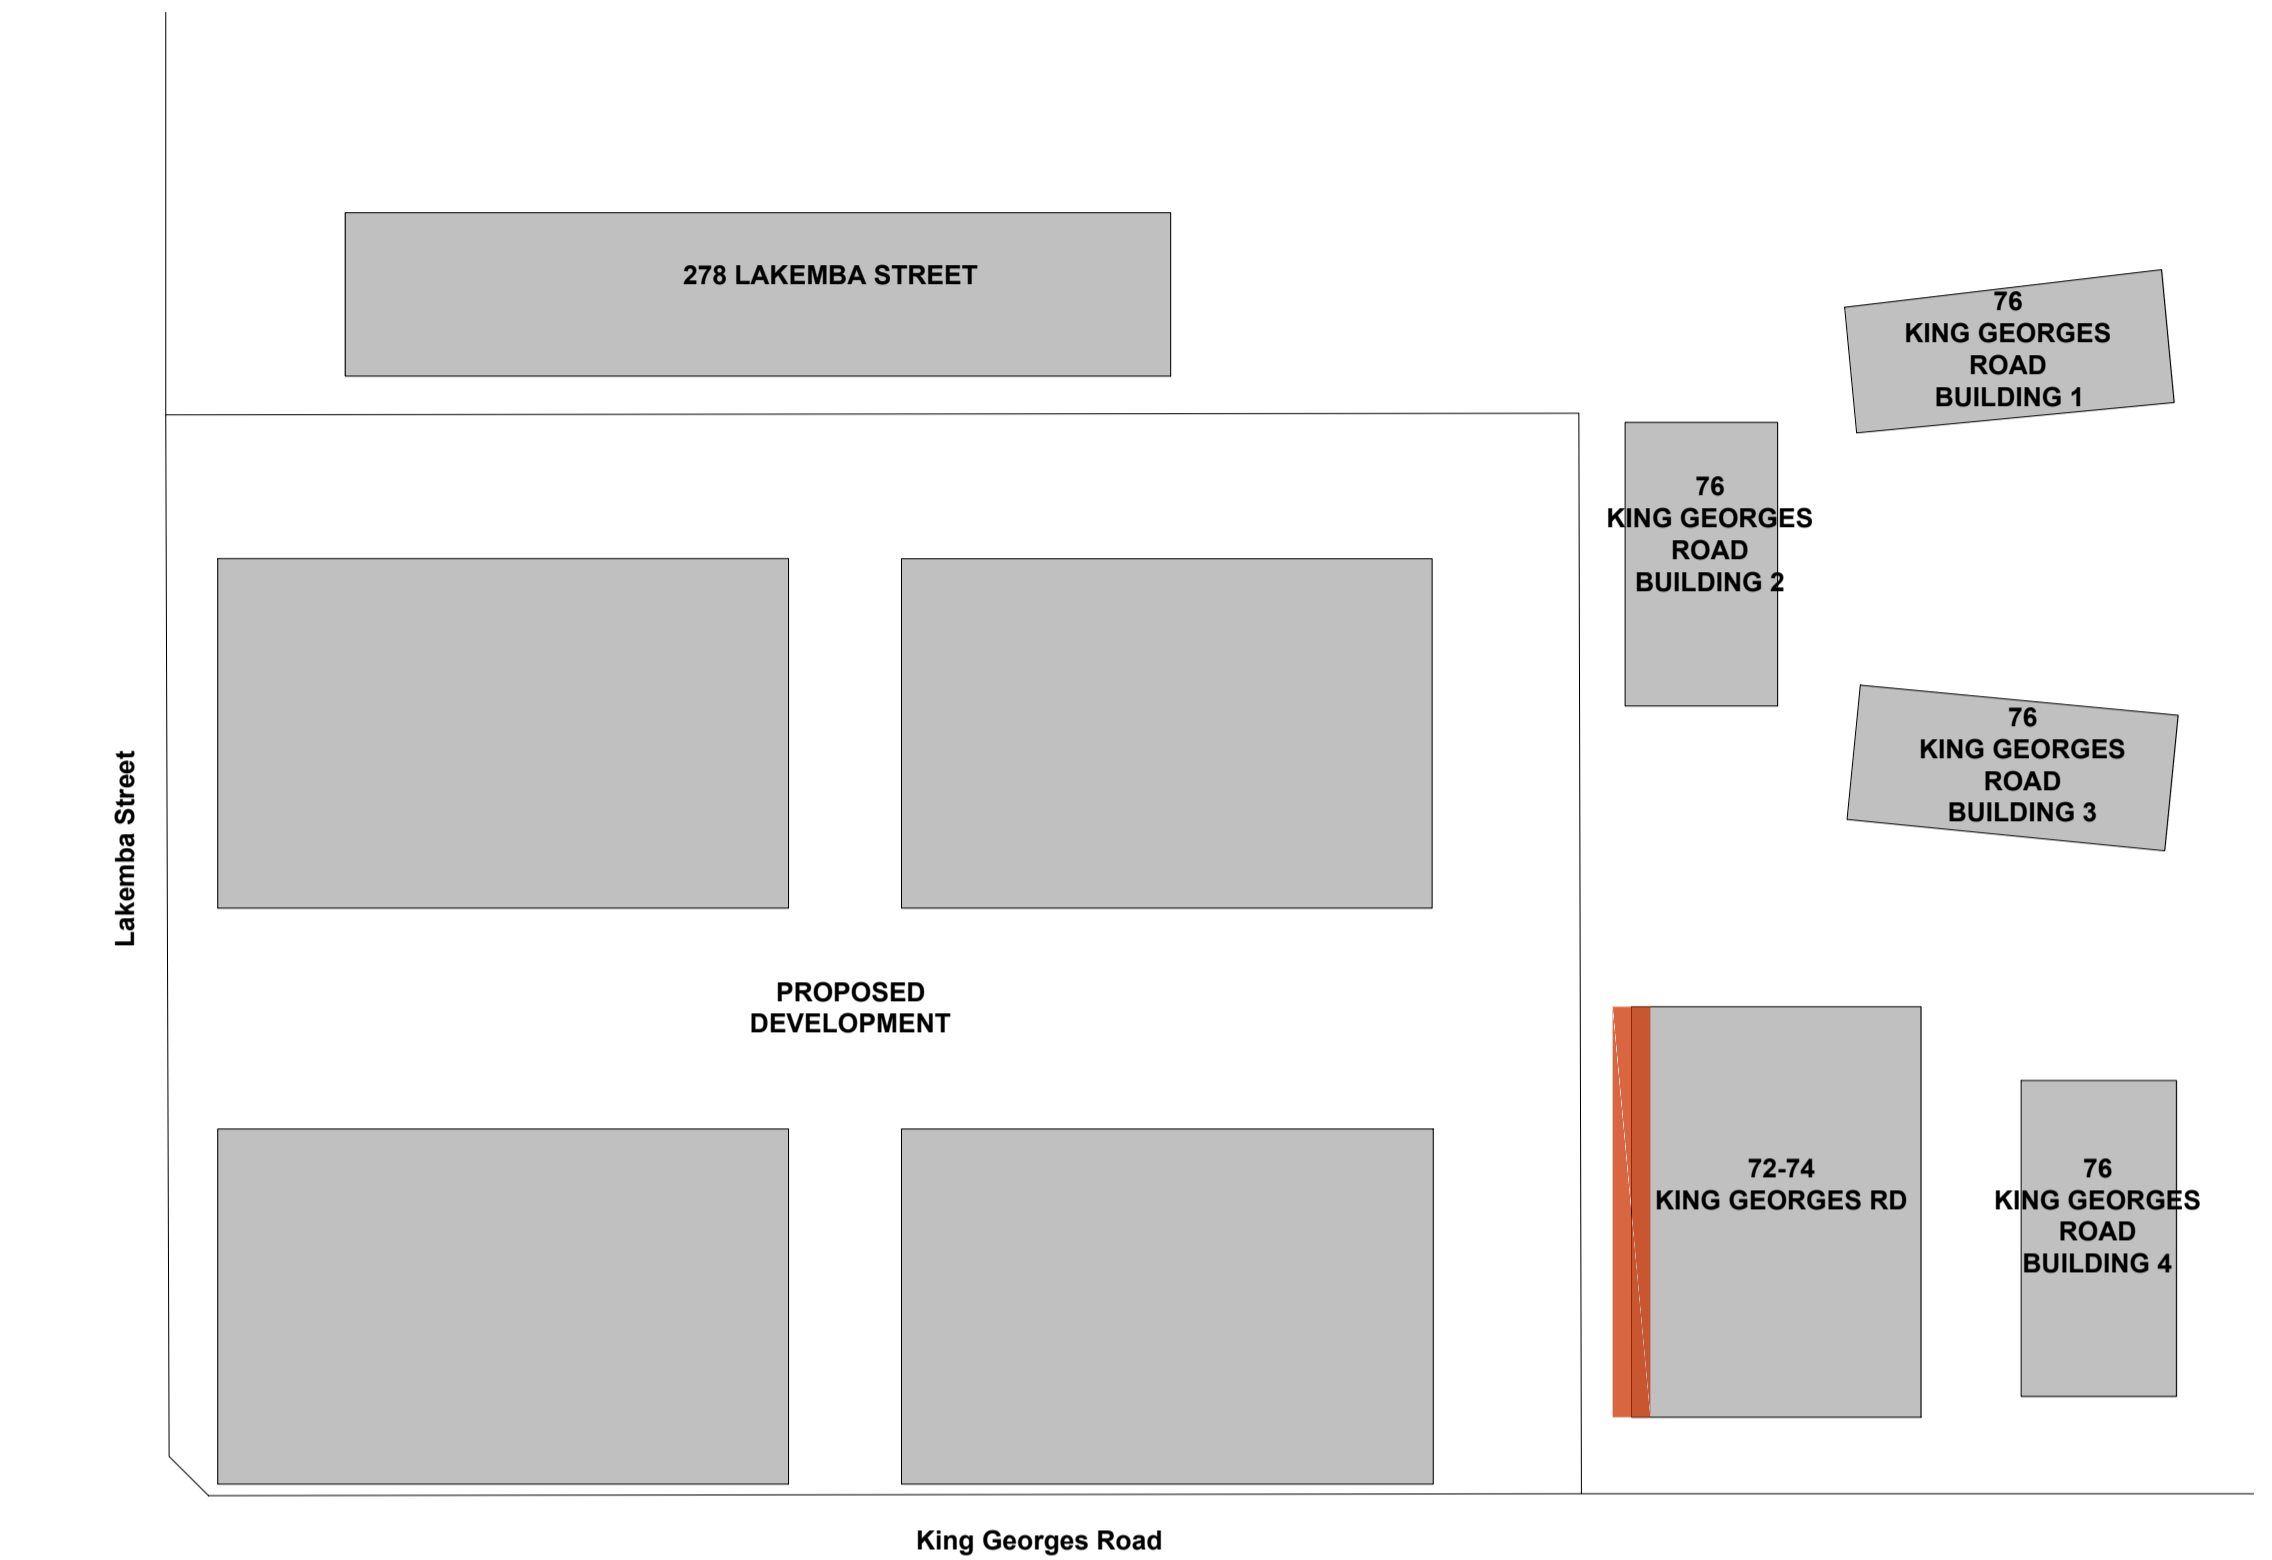 278 LAKEMBA STREET
76
KING GEORGES
ROAD
BUILDING 1
76
KING GEORGES
ROAD
BUILDING 2
76
KING GEORGES
ROAD
BUILDING 3
Lakemba Street
PROPOSED
DEVELOPMENT
72-74
KING GEORGES RD
76
KING GEORGES
ROAD
BUILDING 4
King Georges Road